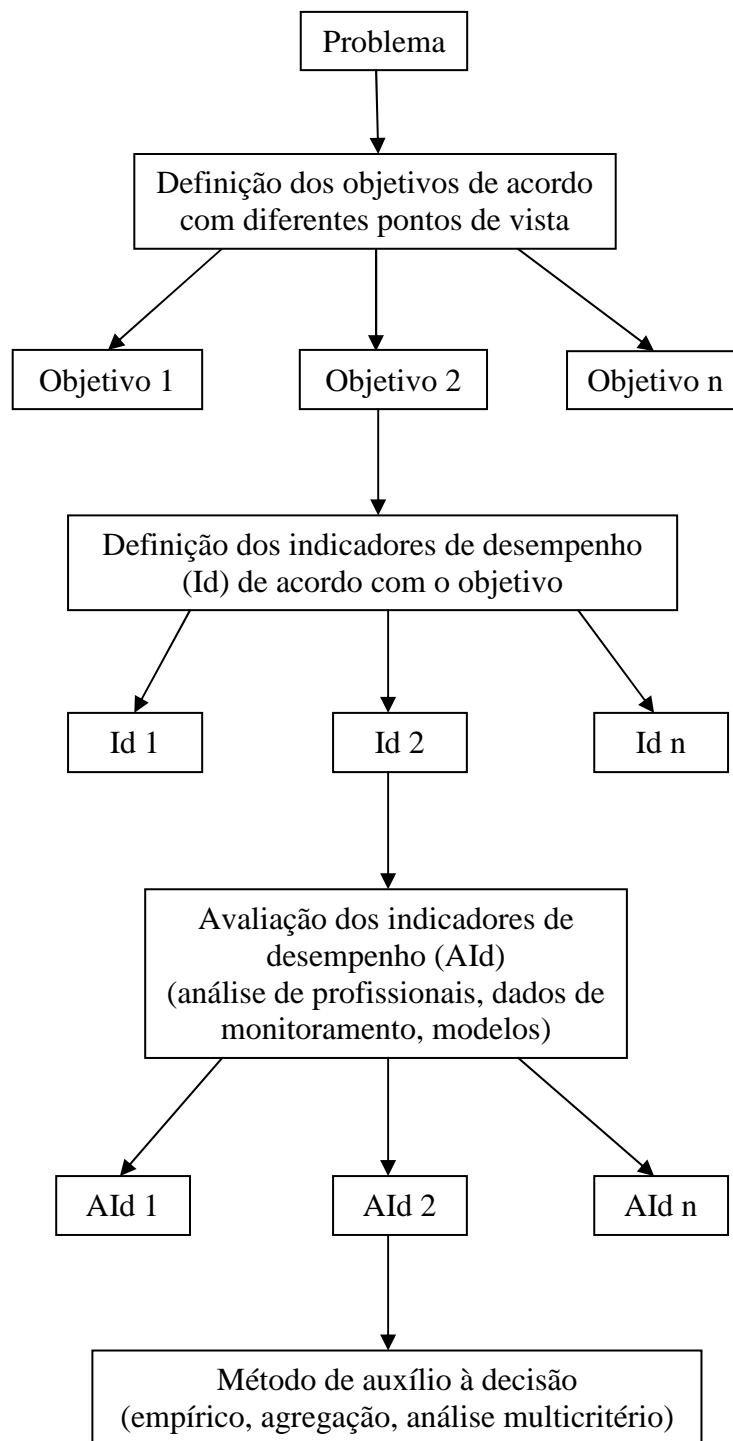 Problema
Definição dos objetivos de acordo
com diferentes pontos de vista
Objetivo 1
Objetivo 2
Objetivo n
Definição dos indicadores de desempenho
(Id) de acordo com o objetivo
Id 1
Id 2
Id n
Avaliação dos indicadores de
desempenho (AId)
(análise de profissionais, dados de
monitoramento, modelos)
AId 1
AId 2
AId n
Método de auxílio à decisão
(empírico, agregação, análise multicritério)